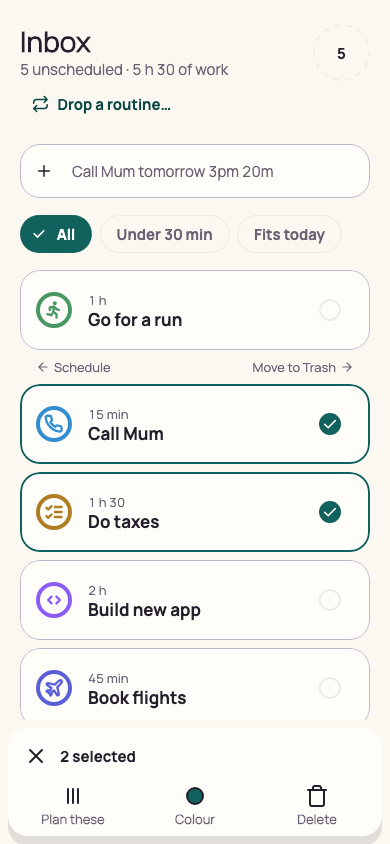 Inbox
5 unscheduled · 5 h 30 of work
5
Drop a routine…
Call Mum tomorrow 3pm 20m
All
Under 30 min
Fits today
1 h
Go for a run
← Schedule
Move to Trash →
15 min
Call Mum
1 h 30
Do taxes
2 h
Build new app
45 min
Book flights
2 selected
Plan these
Colour
Delete